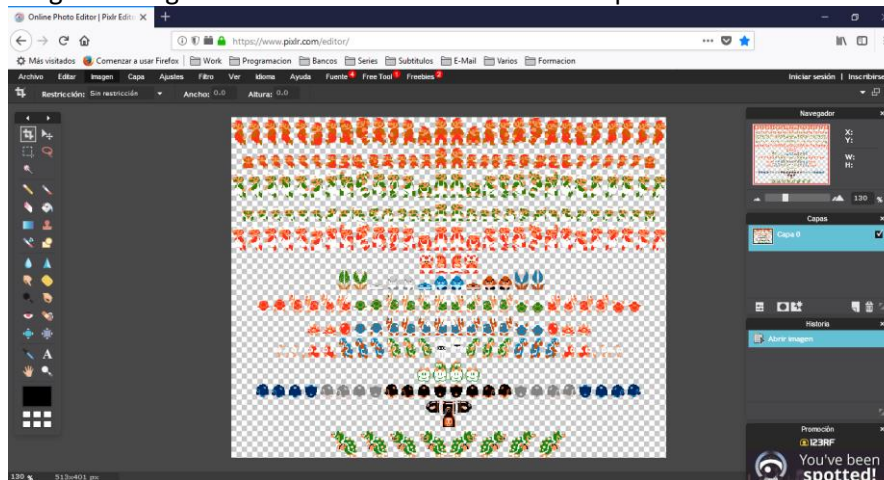 Online Photo Editor | Pixlr Edito
https://www.pixlr.com/editor/
Más visitados Comenzar a usar Firefox Work Programacion Bancos Series Subtitulos E-Mail Varios Formacion
Archivo Editar Imagen Capa Ajustes Filtro Ver Idioma Ayuda Fuente 4 Free Tool Freebies 2 Iniciar sesión | Inscribirse
Restricción: Sin restricción Ancho: 0.0 Altura: 0.0
Navegador
X:
Y:
W:
H:
130 %
Capas
Capa 0
Historia
Abrir imagen
Promoción
123RF
You've been
spotted!
130 % 513x401 px